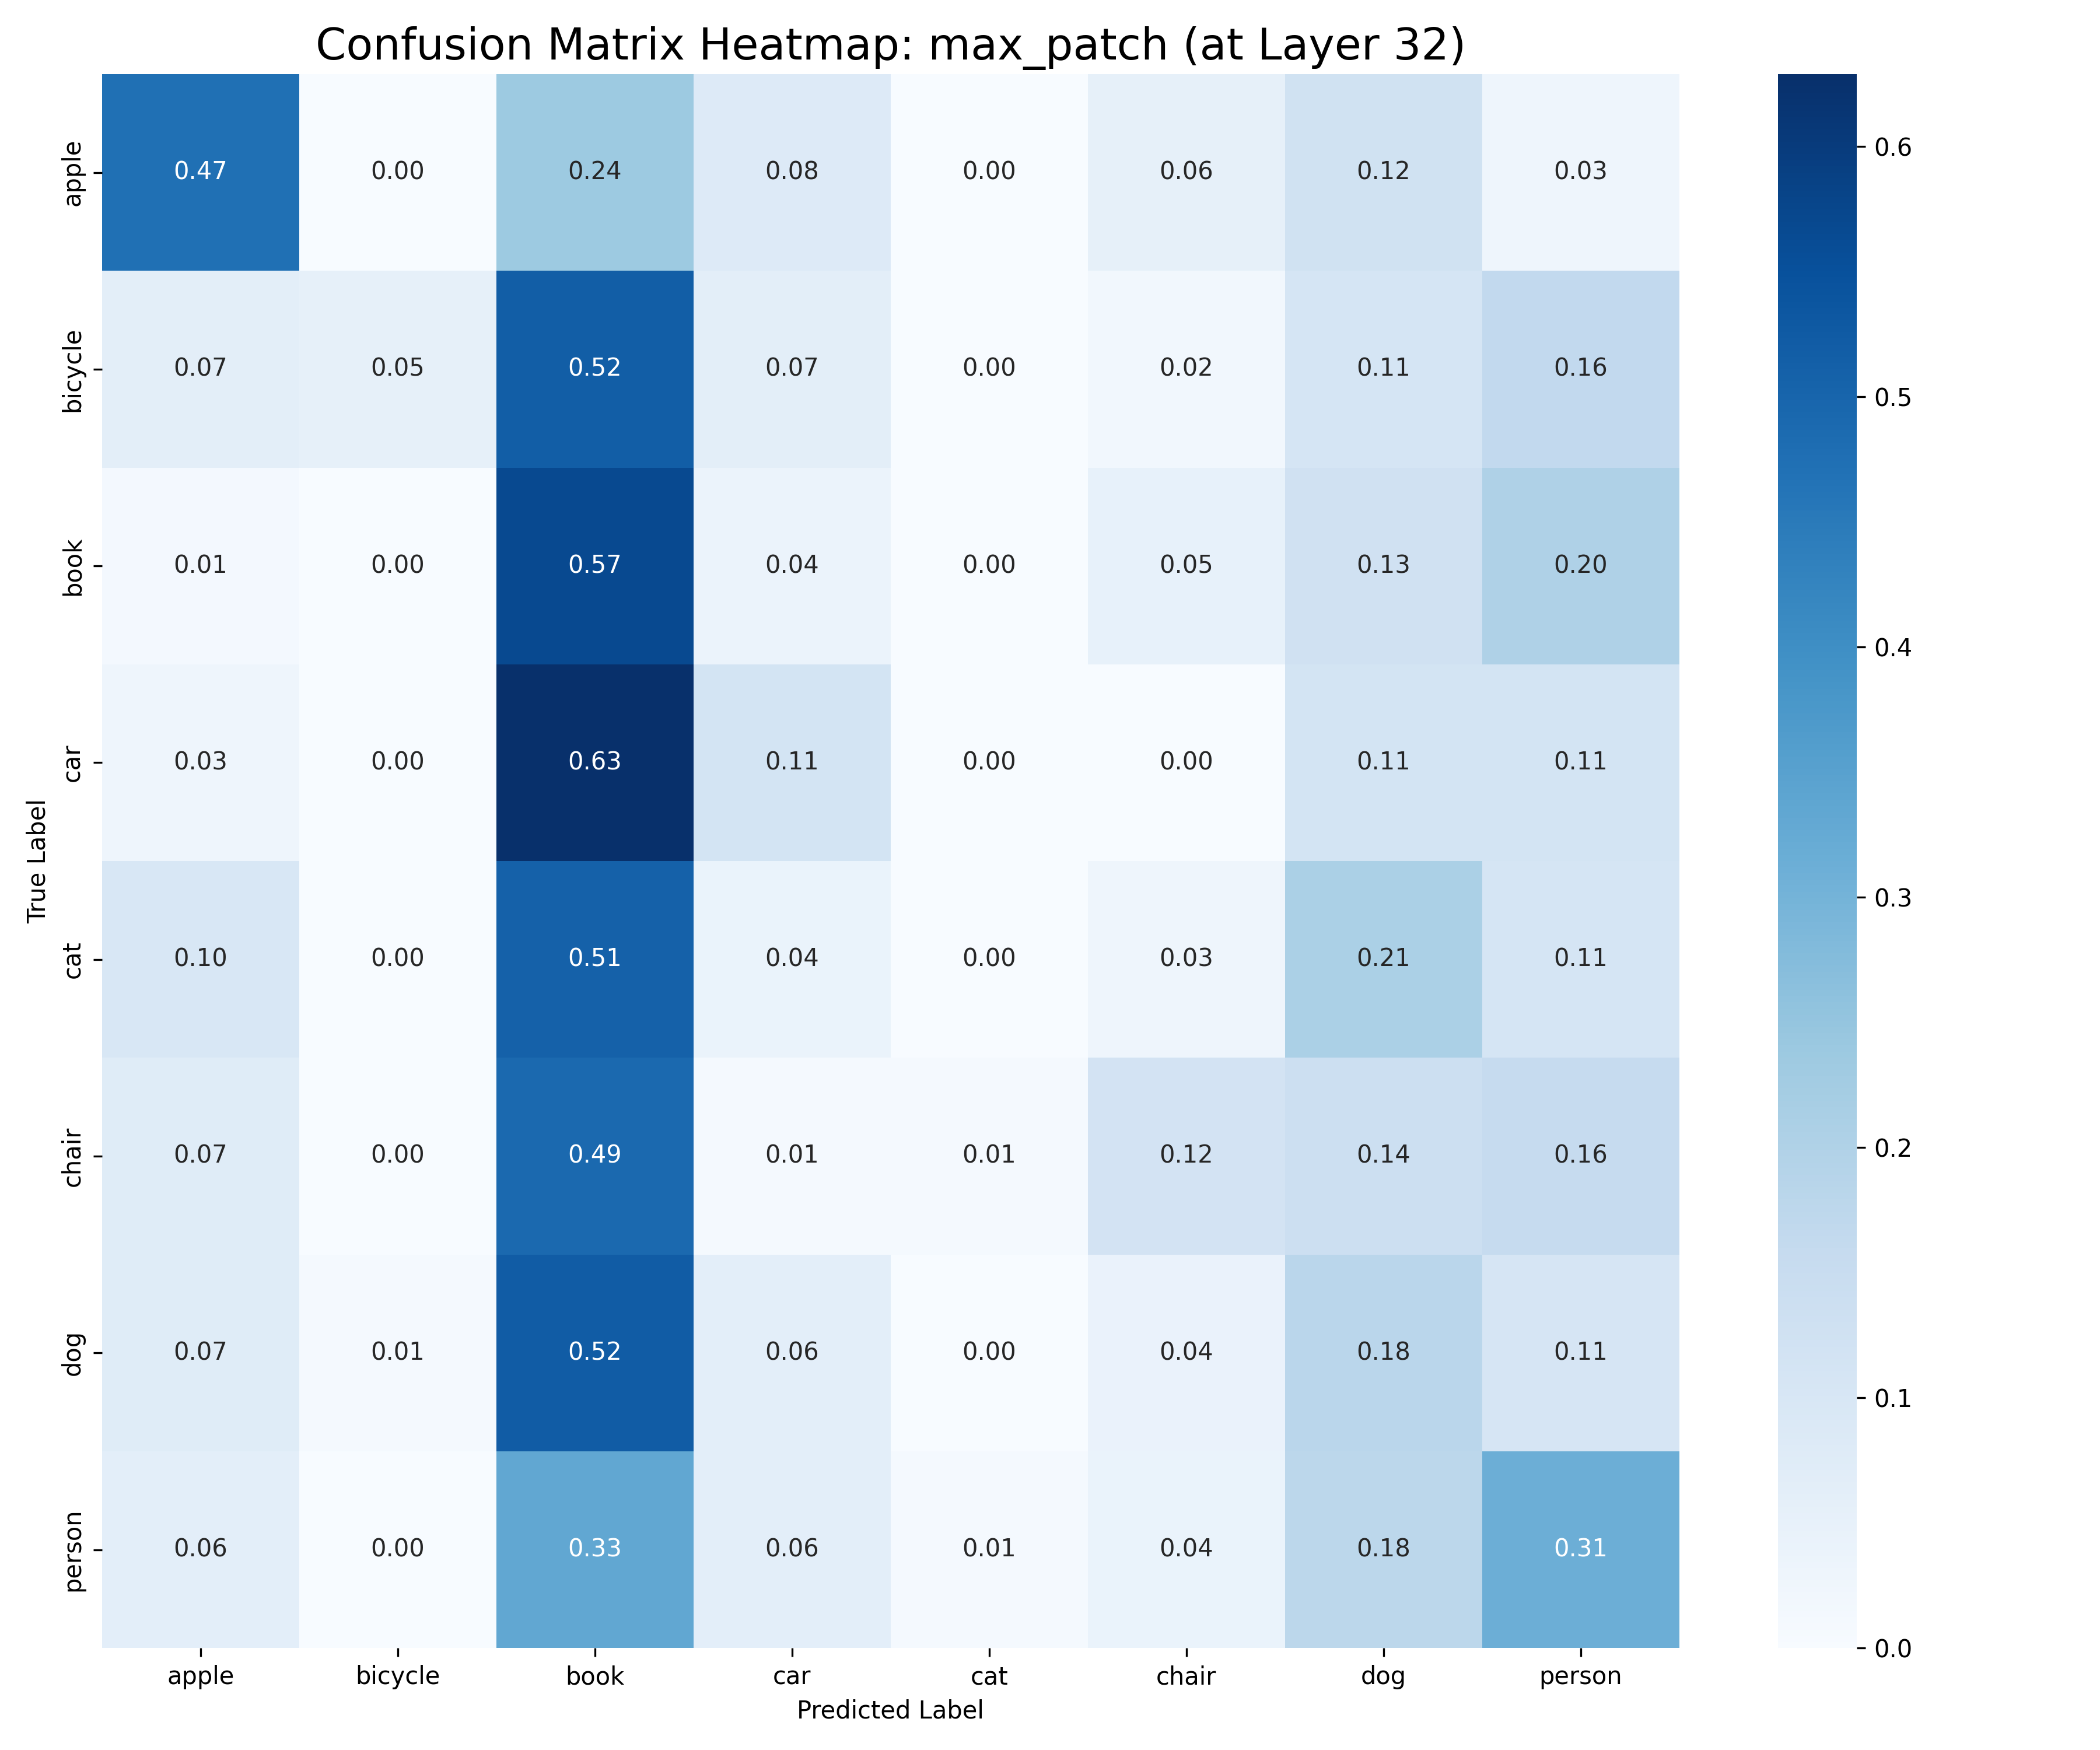 Confusion Matrix Heatmap: max_patch (at Layer 32)
apple 0.47 0.00 0.24 0.08 0.00 0.06 0.12 0.03
bicycle 0.07 0.05 0.52 0.07 0.00 0.02 0.11 0.16
book 0.01 0.00 0.57 0.04 0.00 0.05 0.13 0.20
car 0.03 0.00 0.63 0.11 0.00 0.00 0.11 0.11
cat 0.10 0.00 0.51 0.04 0.00 0.03 0.21 0.11
chair 0.07 0.00 0.49 0.01 0.01 0.12 0.14 0.16
dog 0.07 0.01 0.52 0.06 0.00 0.04 0.18 0.11
person 0.06 0.00 0.33 0.06 0.01 0.04 0.18 0.31
apple bicycle book car cat chair dog person
Predicted Label
True Label
0.6
0.5
0.4
0.3
0.2
0.1
0.0